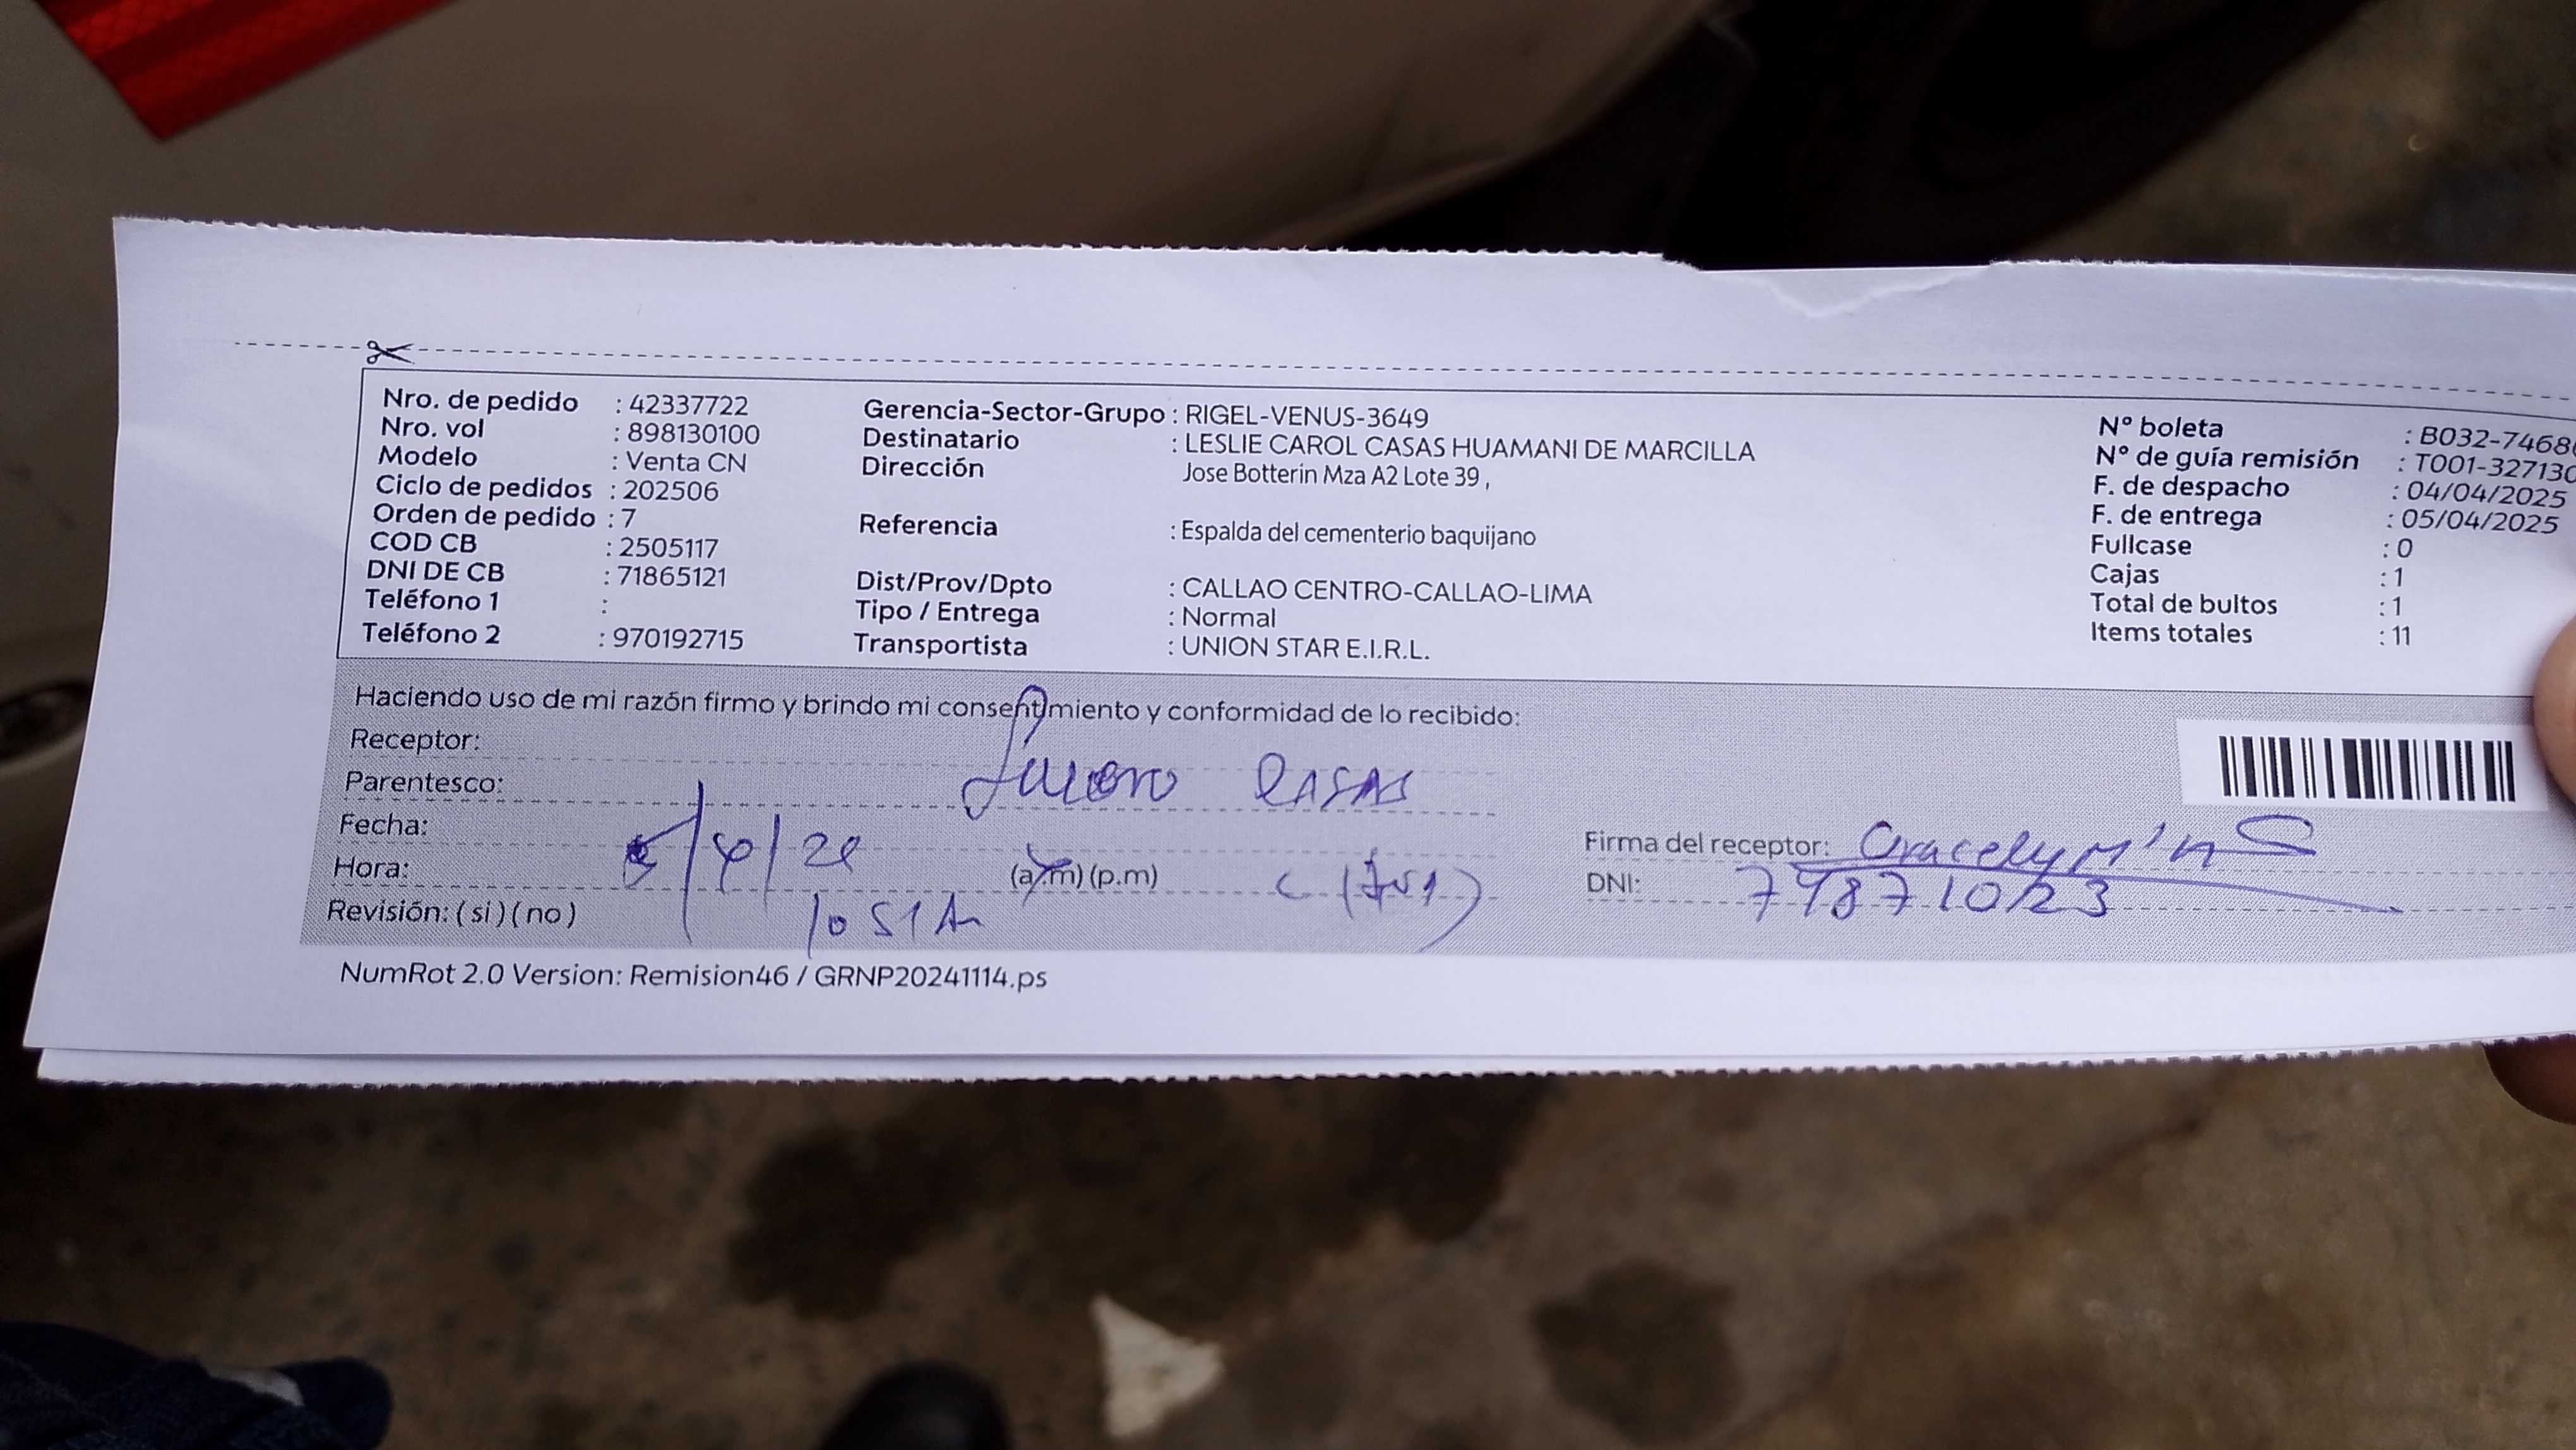 Nro. de pedido : 42337722
Nro. vol : 898130100
Modelo : Venta CN
Ciclo de pedidos : 202506
Orden de pedido : 7
COD CB : 2505117
DNI DE CB : 71865121
Teléfono 1 :
Teléfono 2 : 970192715
Gerencia-Sector-Grupo : RIGEL-VENUS-3649
Destinatario : LESLIE CAROL CASAS HUAMANI DE MARCILLA
Dirección Jose Botterin Mza A2 Lote 39 ,
Referencia : Espalda del cementerio baquijano
Dist/Prov/Dpto : CALLAO CENTRO-CALLAO-LIMA
Tipo / Entrega : Normal
Transportista : UNION STAR E.I.R.L.
N° boleta : B032-7468
N° de guía remisión : T001-327130
F. de despacho : 04/04/2025
F. de entrega : 05/04/2025
Fullcase : 0
Cajas : 1
Total de bultos : 1
Items totales : 11
Haciendo uso de mi razón firmo y brindo mi consentimiento y conformidad de lo recibido:
Receptor:
Parentesco: Casas
Fecha:
Hora: (a.m) (p.m)
Revisión: ( si ) ( no )
Firma del receptor:
DNI:
NumRot 2.0 Version: Remision46 / GRNP20241114.ps